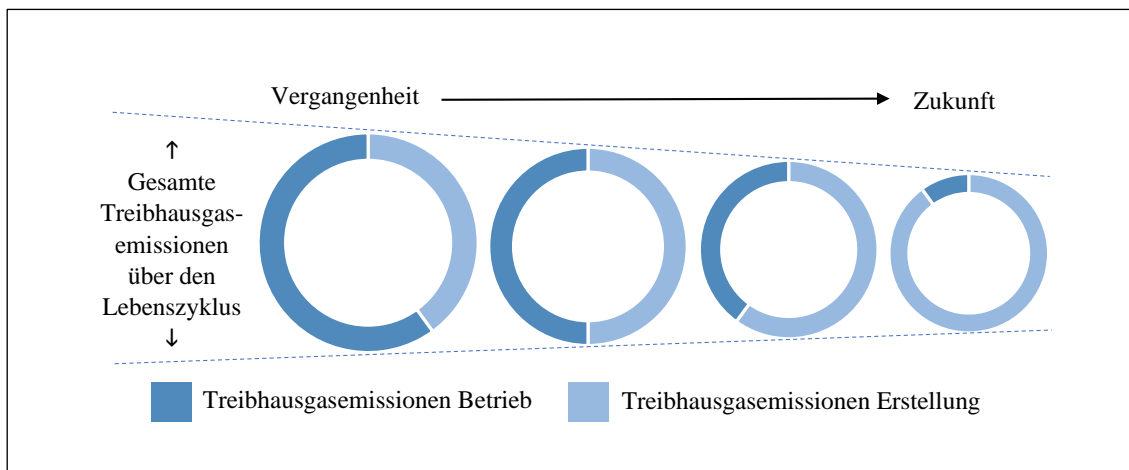 Vergangenheit
Zukunft
↑
Gesamte
Treibhausgas-
emissionen
über den
Lebenszyklus
↓
Treibhausgasemissionen Betrieb
Treibhausgasemissionen Erstellung